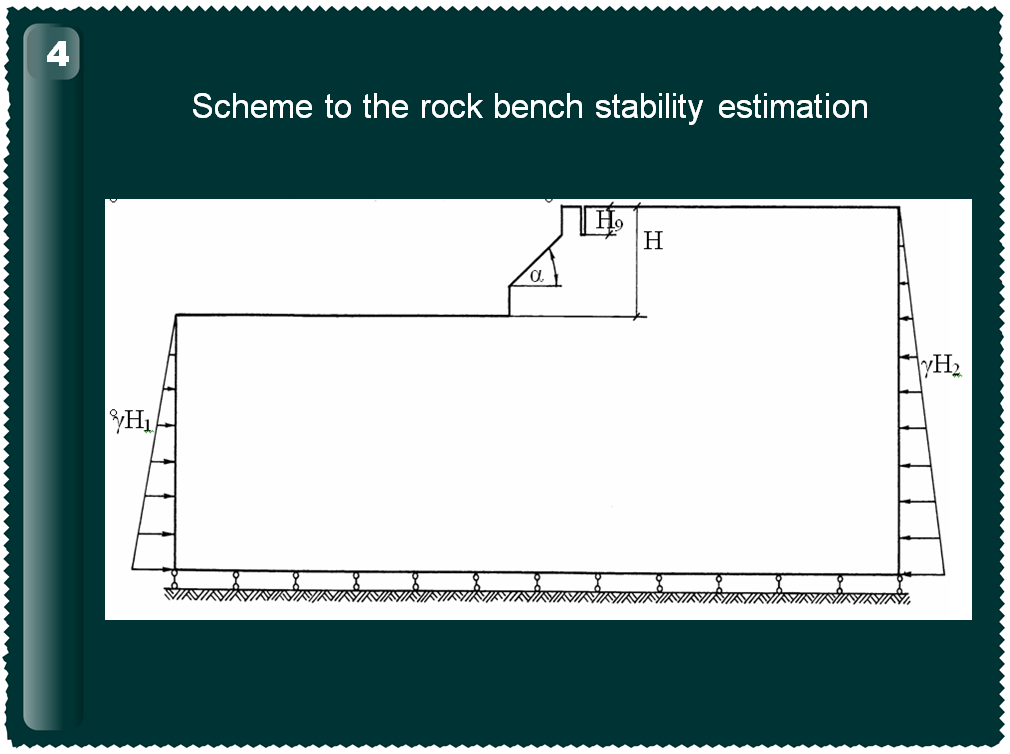 4
Scheme to the rock bench stability estimation
H₉
H
α
γH₂
γH₁